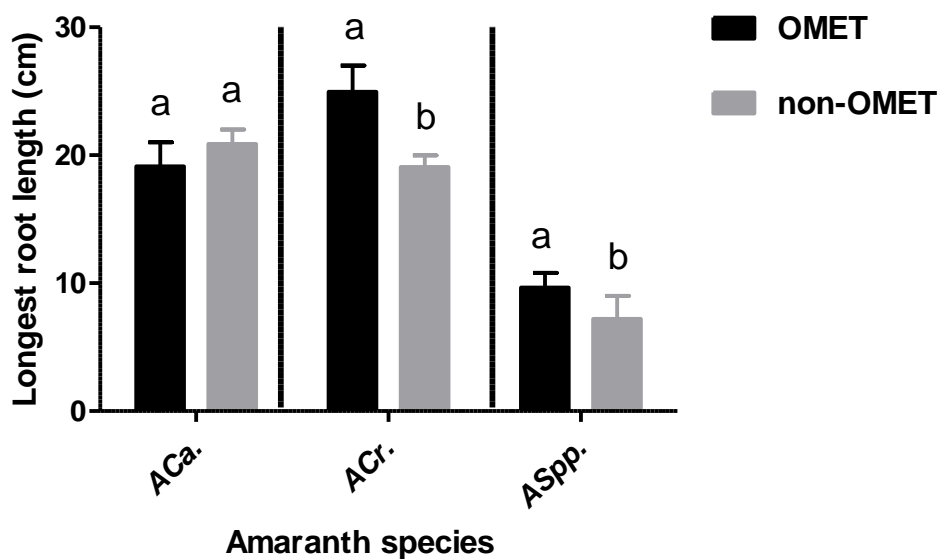 Longest root length (cm)
30
20
10
0
a
a
a
b
a
b
ACa.
ACr.
ASpp.
Amaranth species
OMET
non-OMET